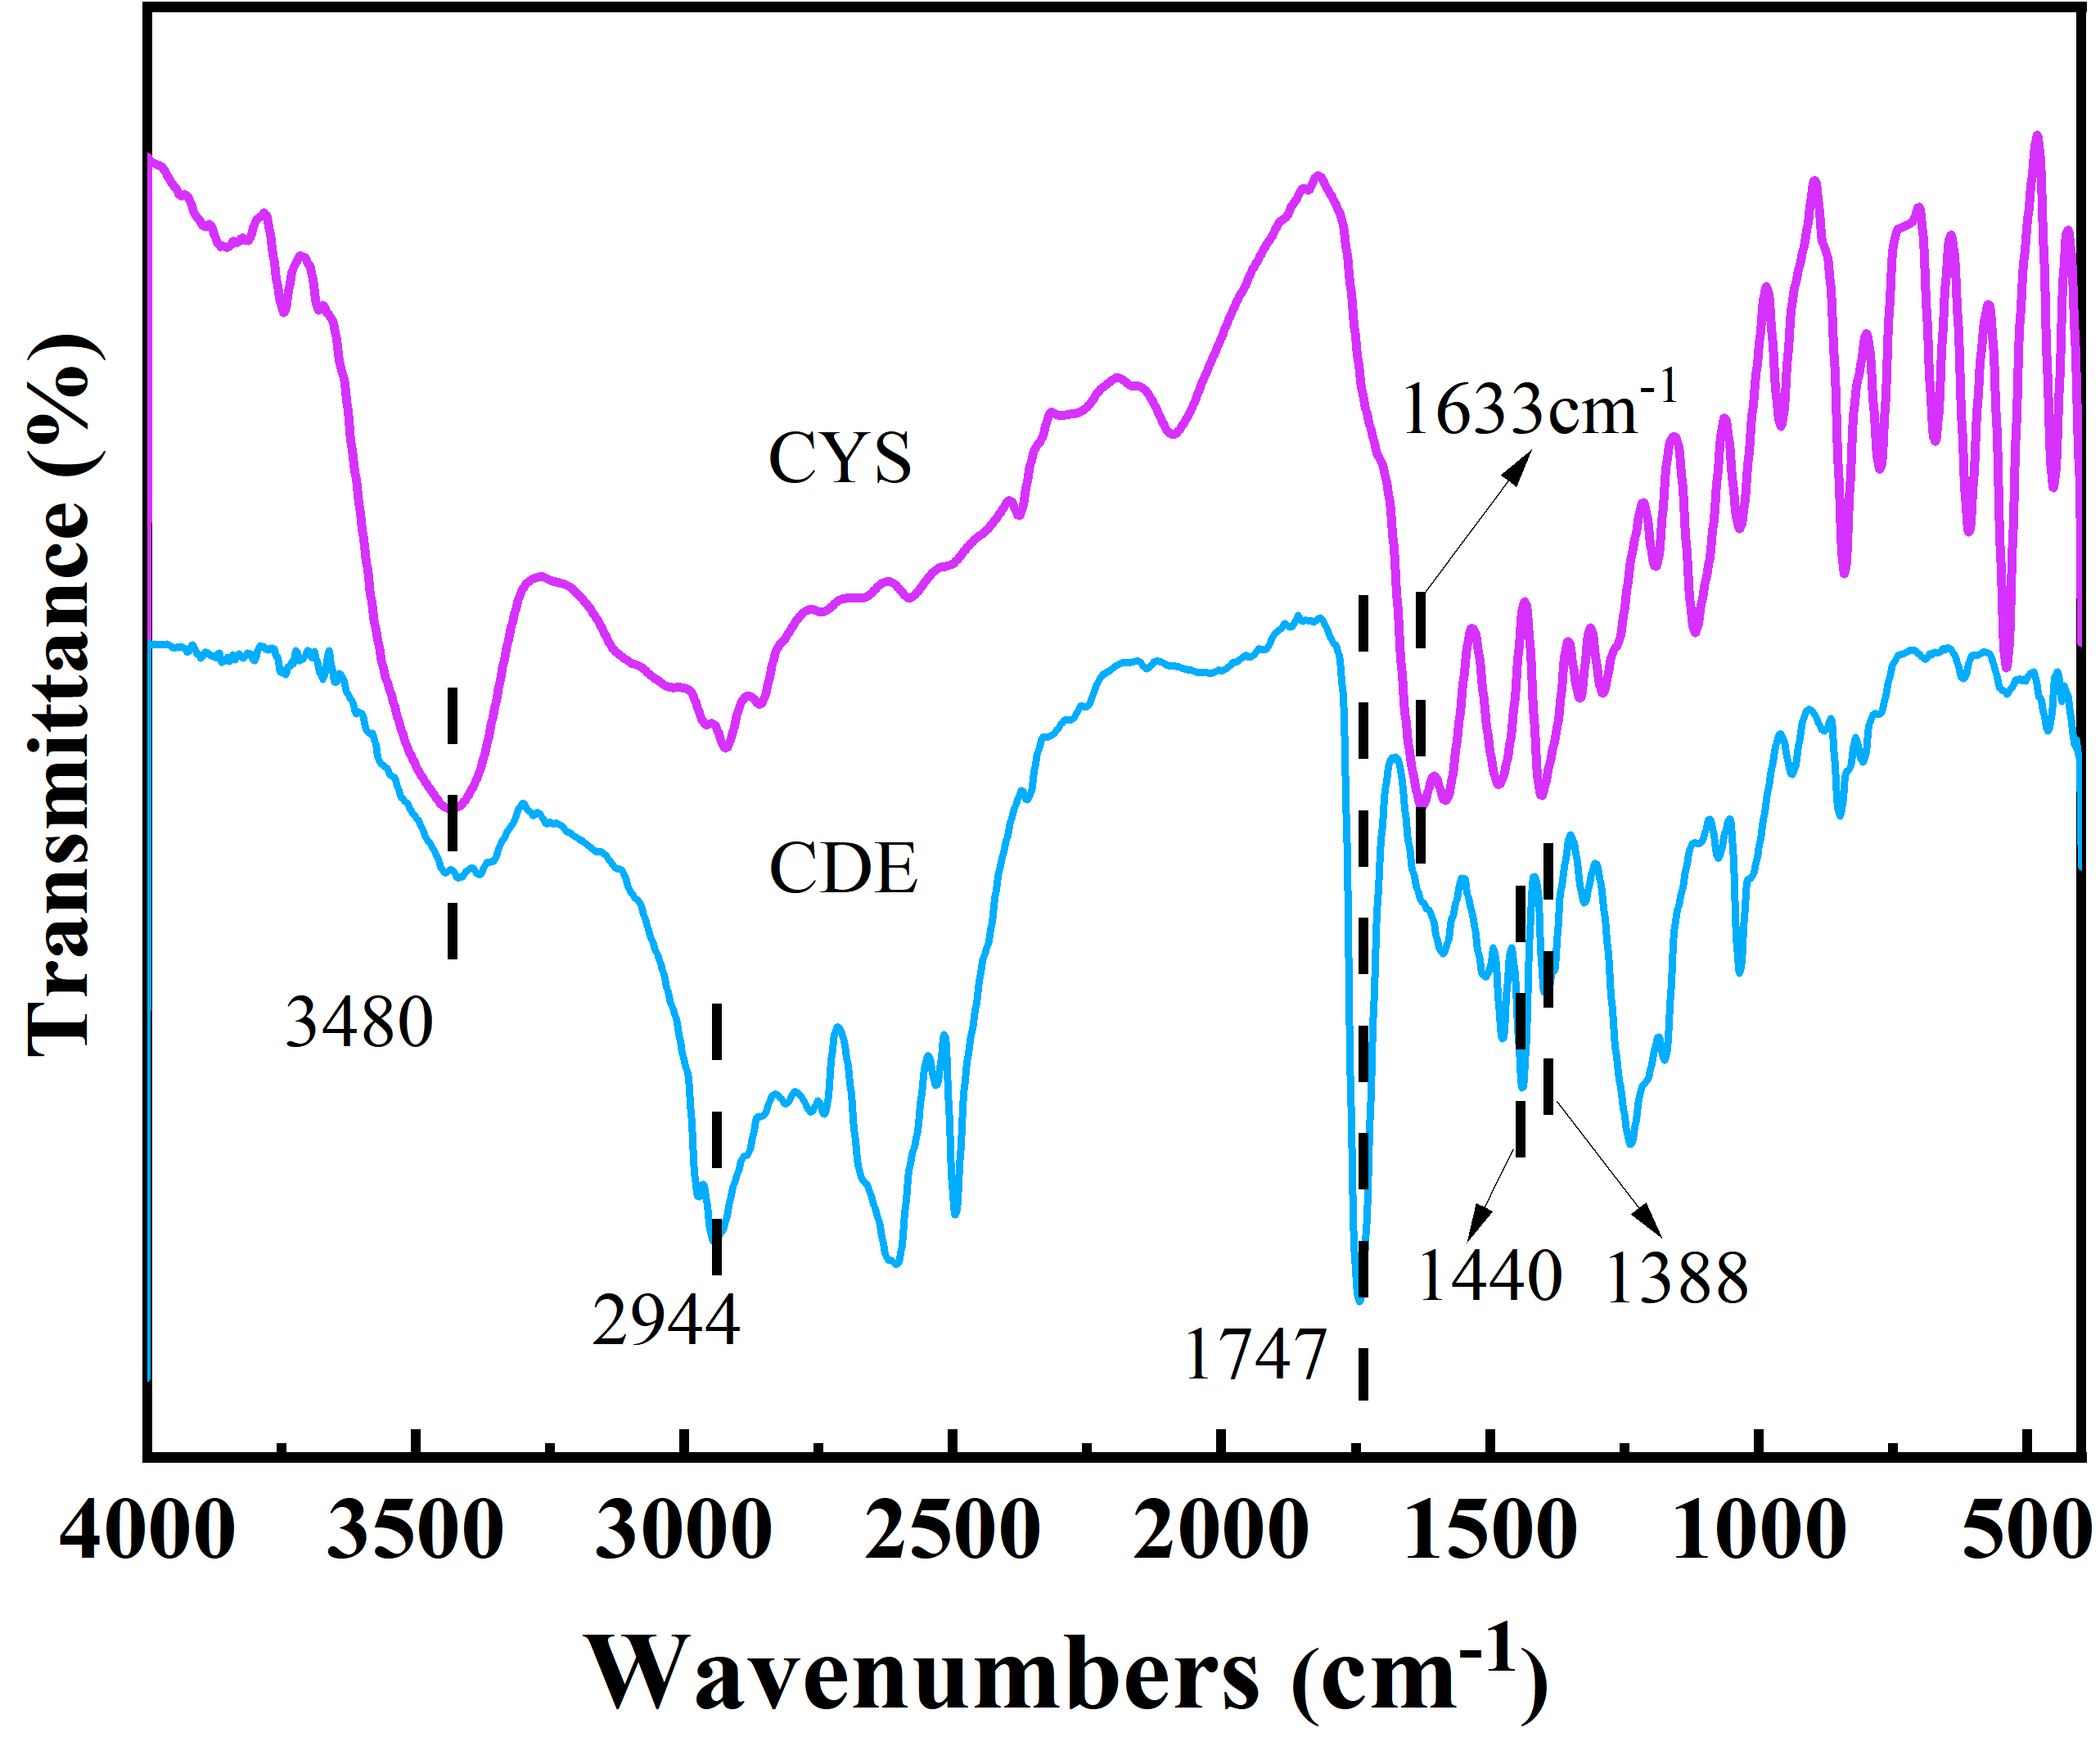 Transmittance (%)
CYS
1633cm⁻¹
CDE
3480
2944
1747
1440
1388
4000 3500 3000 2500 2000 1500 1000 500
Wavenumbers (cm⁻¹)